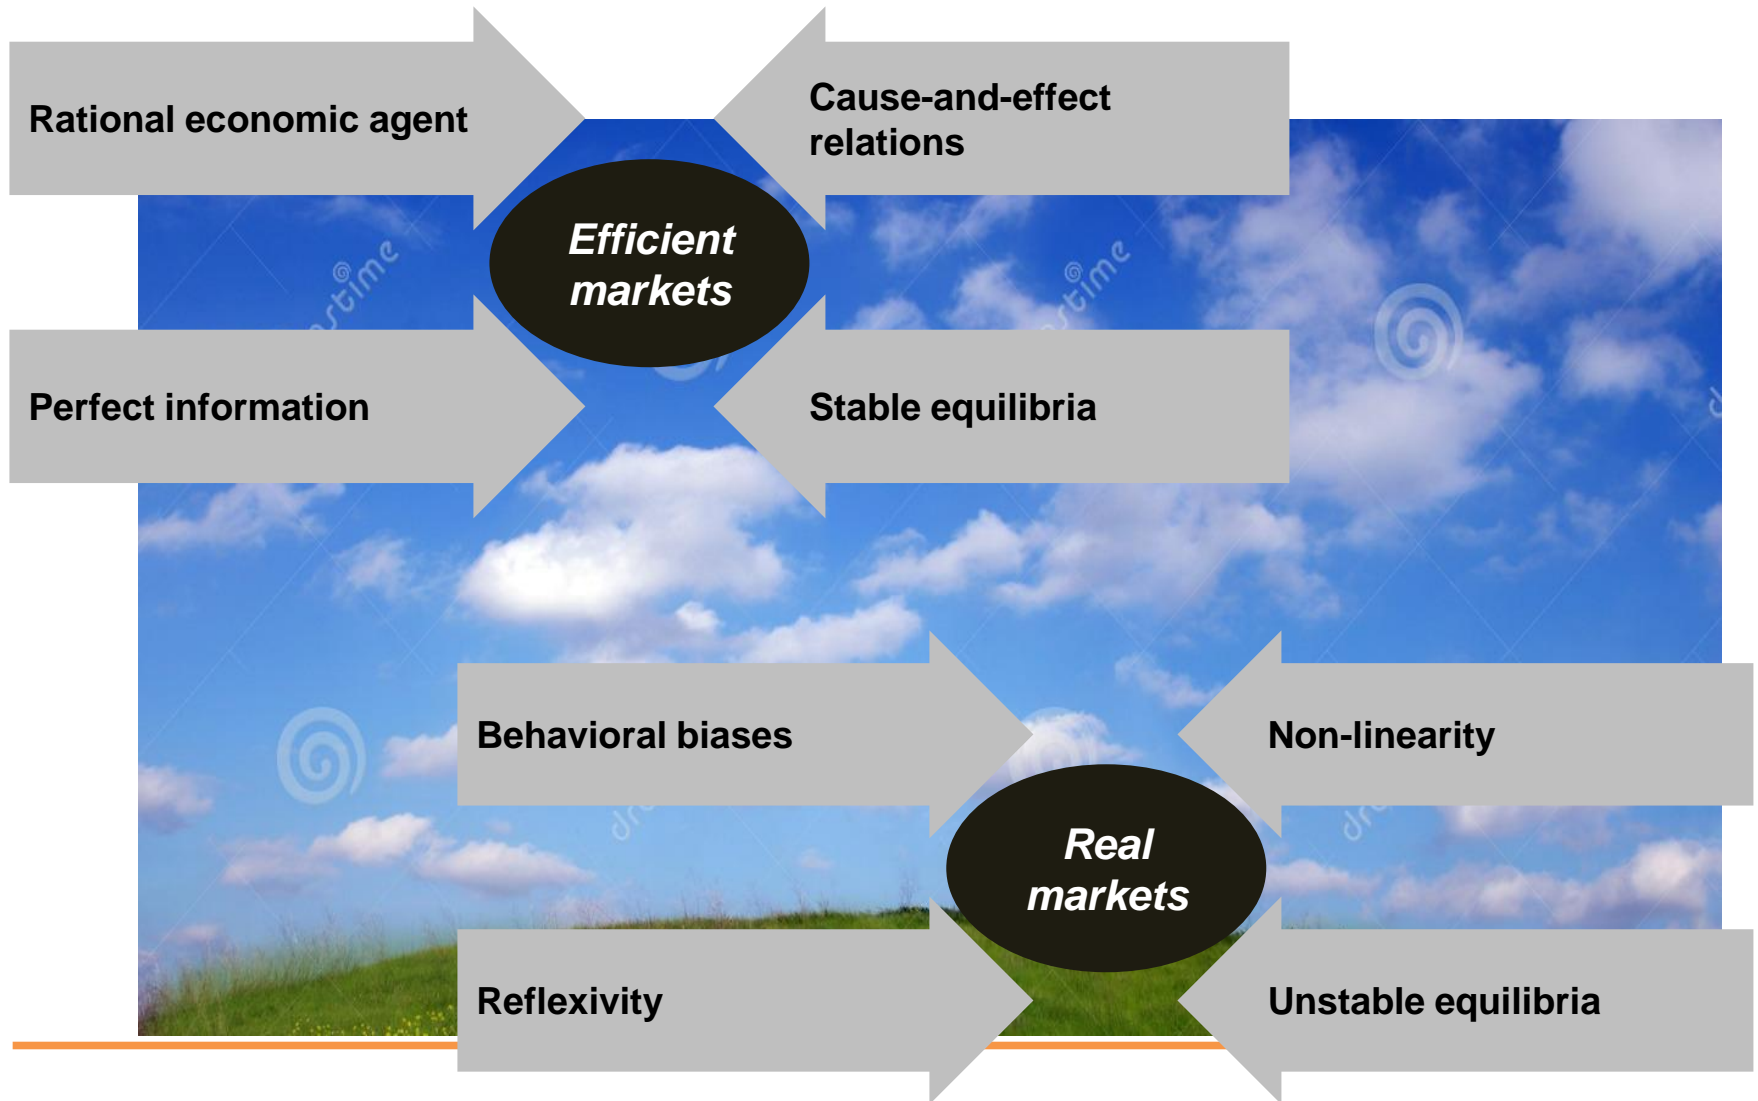 Rational economic agent
Cause-and-effect
relations
Efficient
markets
Perfect information
Stable equilibria
Behavioral biases
Non-linearity
Real
markets
Reflexivity
Unstable equilibria